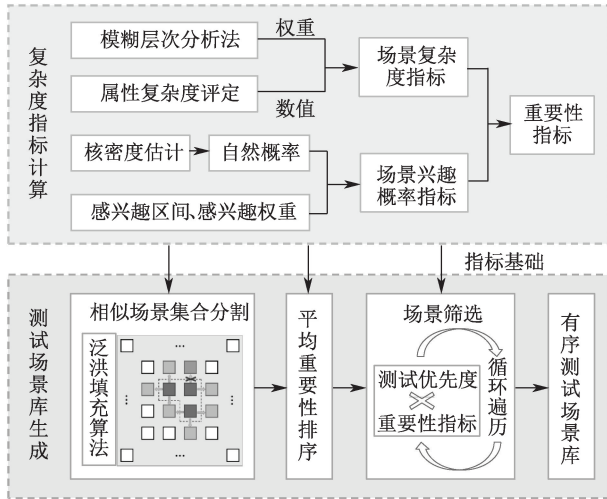 复杂度指标计算
模糊层次分析法
权重
属性复杂度评定
数值
场景复杂
度指标
核密度估计
自然概率
感兴趣区间、感兴趣权重
场景兴趣
概率指标
重要性
指标
指标基础
测试场景库生成
相似场景集合分割
泛洪填充算法
...
...
...
...
平均重要性排序
场景筛选
测试优先度
重要性指标
循环遍历
有序测试场景库